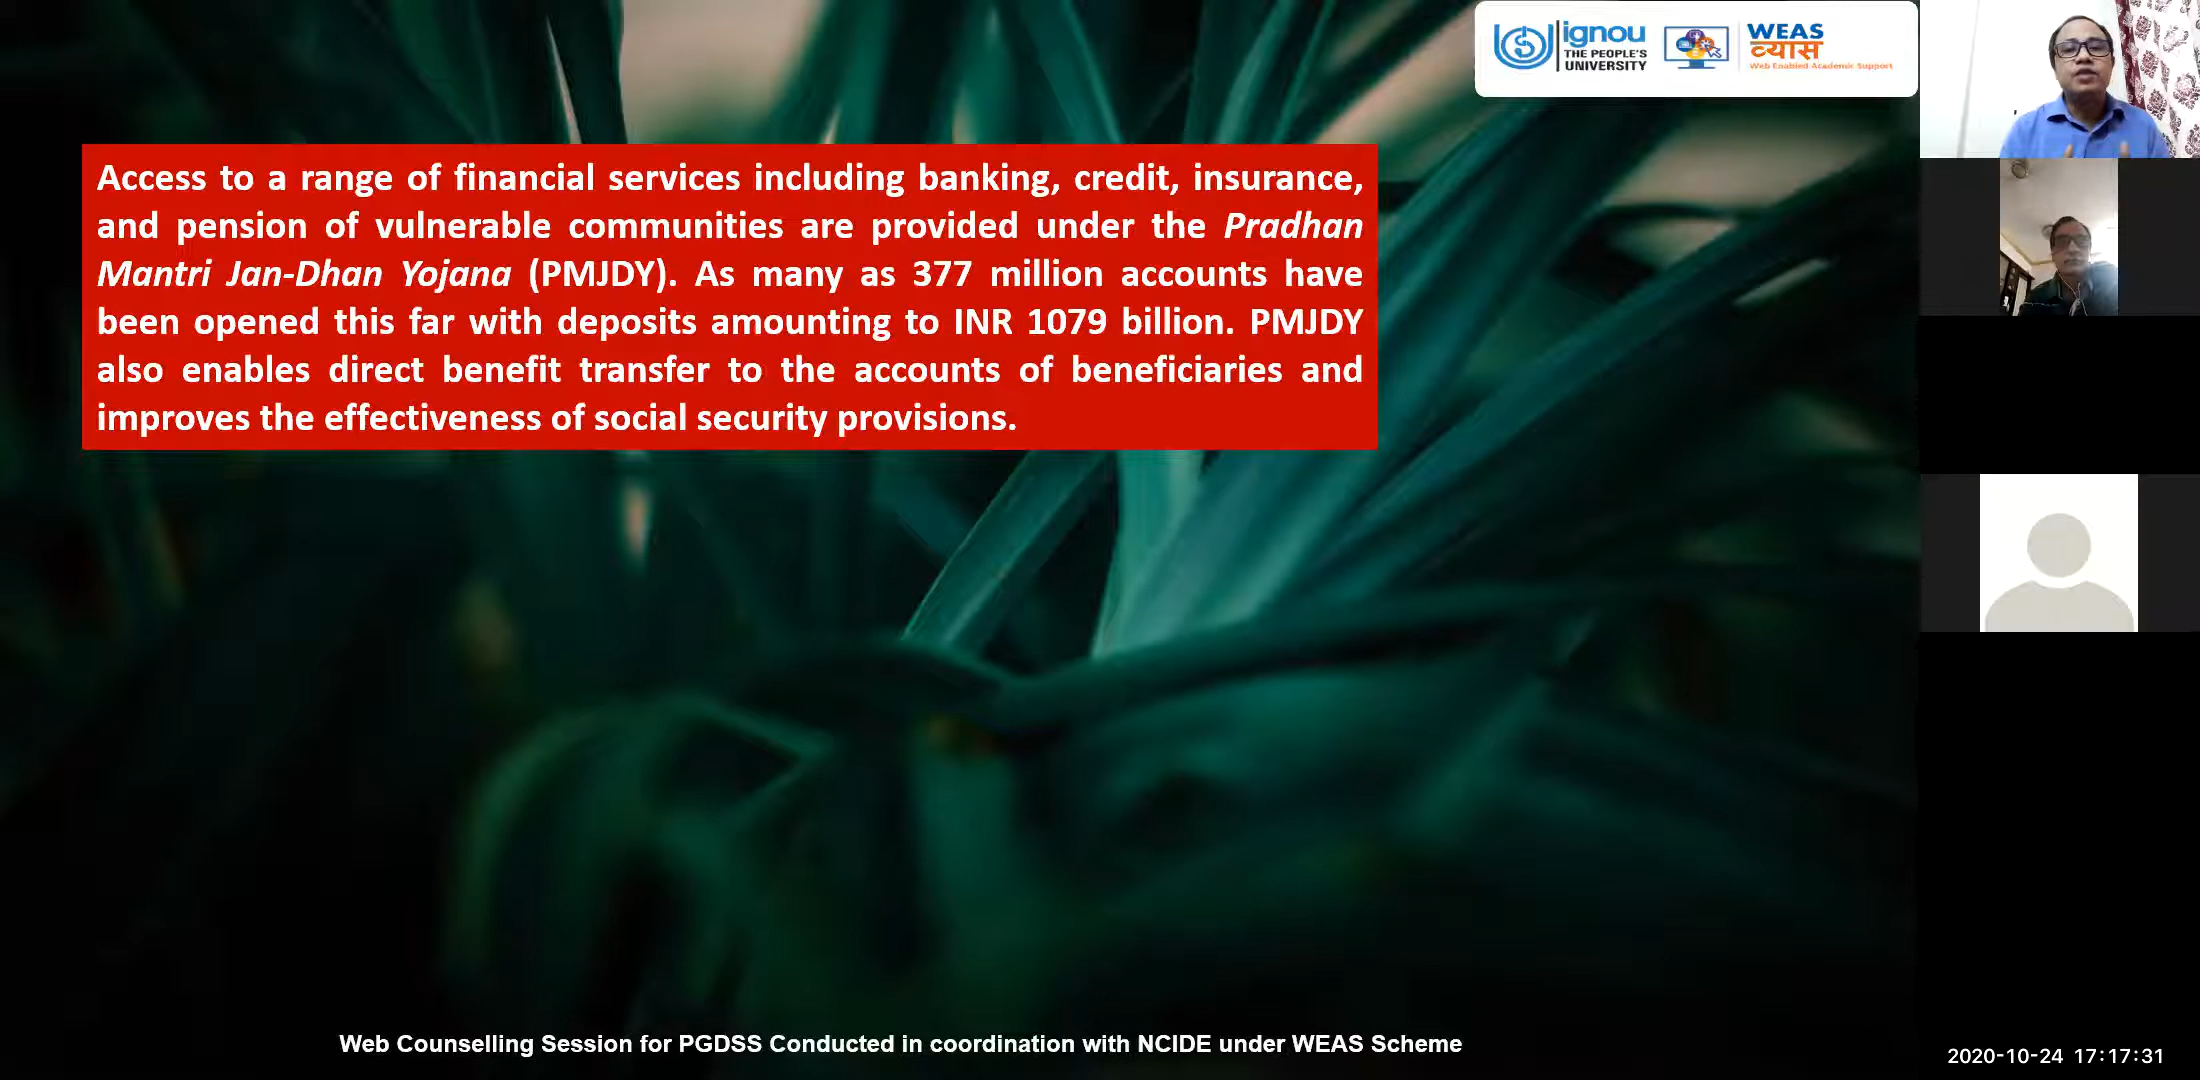 ignou
THE PEOPLE'S
UNIVERSITY
WEAS
व्यास
Web Enabled Academic Support
Access to a range of financial services including banking, credit, insurance,
and pension of vulnerable communities are provided under the Pradhan
Mantri Jan-Dhan Yojana (PMJDY). As many as 377 million accounts have
been opened this far with deposits amounting to INR 1079 billion. PMJDY
also enables direct benefit transfer to the accounts of beneficiaries and
improves the effectiveness of social security provisions.
Web Counselling Session for PGDSS Conducted in coordination with NCIDE under WEAS Scheme
2020-10-24 17:17:31